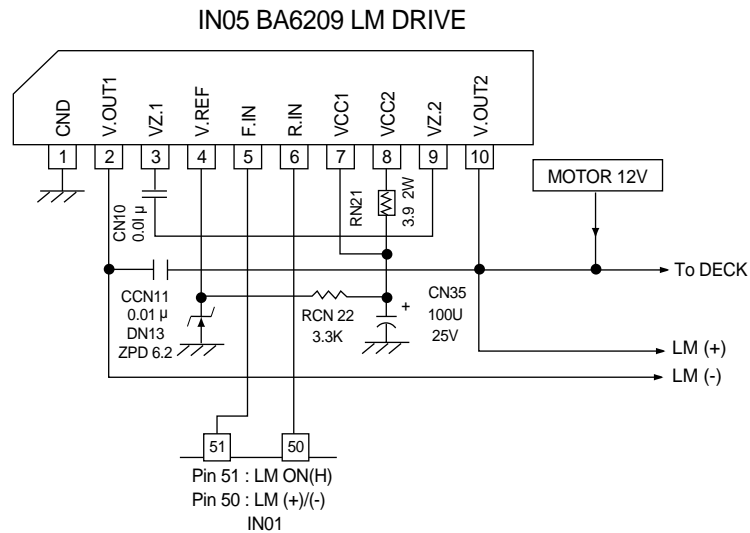 IN05 BA6209 LM DRIVE
CND
V.OUT1
VZ.1
V.REF
F.IN
R.IN
VCC1
VCC2
VZ.2
V.OUT2
1
2
3
4
5
6
7
8
9
10
MOTOR 12V
CN10
0.0I µ
RN21
3.9 2W
To DECK
CCN11
0.01 µ
DN13
ZPD 6.2
RCN 22
3.3K
+
CN35
100U
25V
LM (+)
LM (-)
51
50
Pin 51 : LM ON(H)
Pin 50 : LM (+)/(-)
IN01